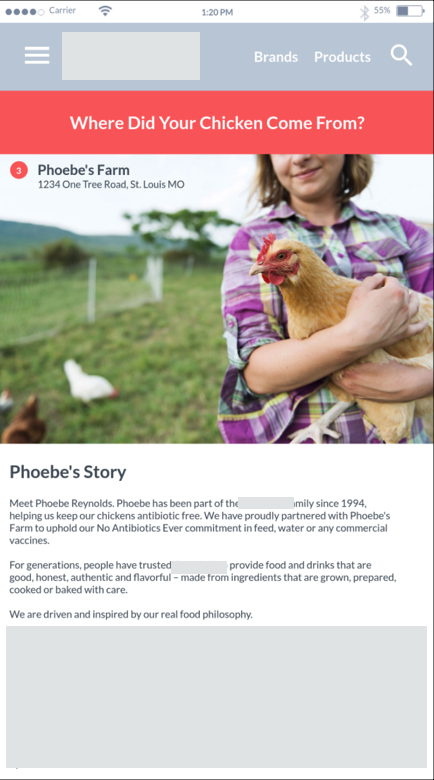 Carrier 1:20 PM 55%
Brands Products
Where Did Your Chicken Come From?
3 Phoebe's Farm
1234 One Tree Road, St. Louis MO
Phoebe's Story
Meet Phoebe Reynolds. Phoebe has been part of the mily since 1994,
helping us keep our chickens antibiotic free. We have proudly partnered with Phoebe's
Farm to uphold our No Antibiotics Ever commitment in feed, water or any commercial
vaccines.
For generations, people have trusted provide food and drinks that are
good, honest, authentic and flavorful – made from ingredients that are grown, prepared,
cooked or baked with care.
We are driven and inspired by our real food philosophy.